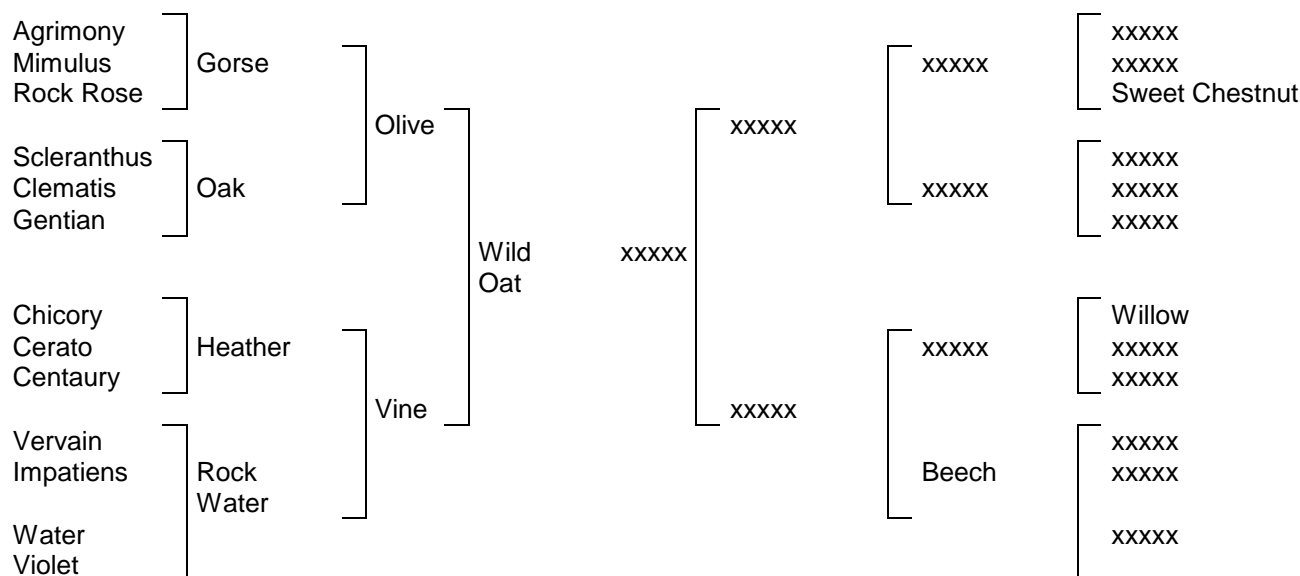 Agrimony xxxxx
Mimulus Gorse xxxxx xxxxx
Rock Rose Sweet Chestnut
Olive xxxxx
Scleranthus xxxxx
Clematis Oak xxxxx xxxxx
Gentian xxxxx
Wild xxxxx
Oat
Chicory Willow
Cerato Heather xxxxx xxxxx
Centaury xxxxx
Vine xxxxx
Vervain xxxxx
Impatiens Rock Beech xxxxx
Water
Water xxxxx
Violet